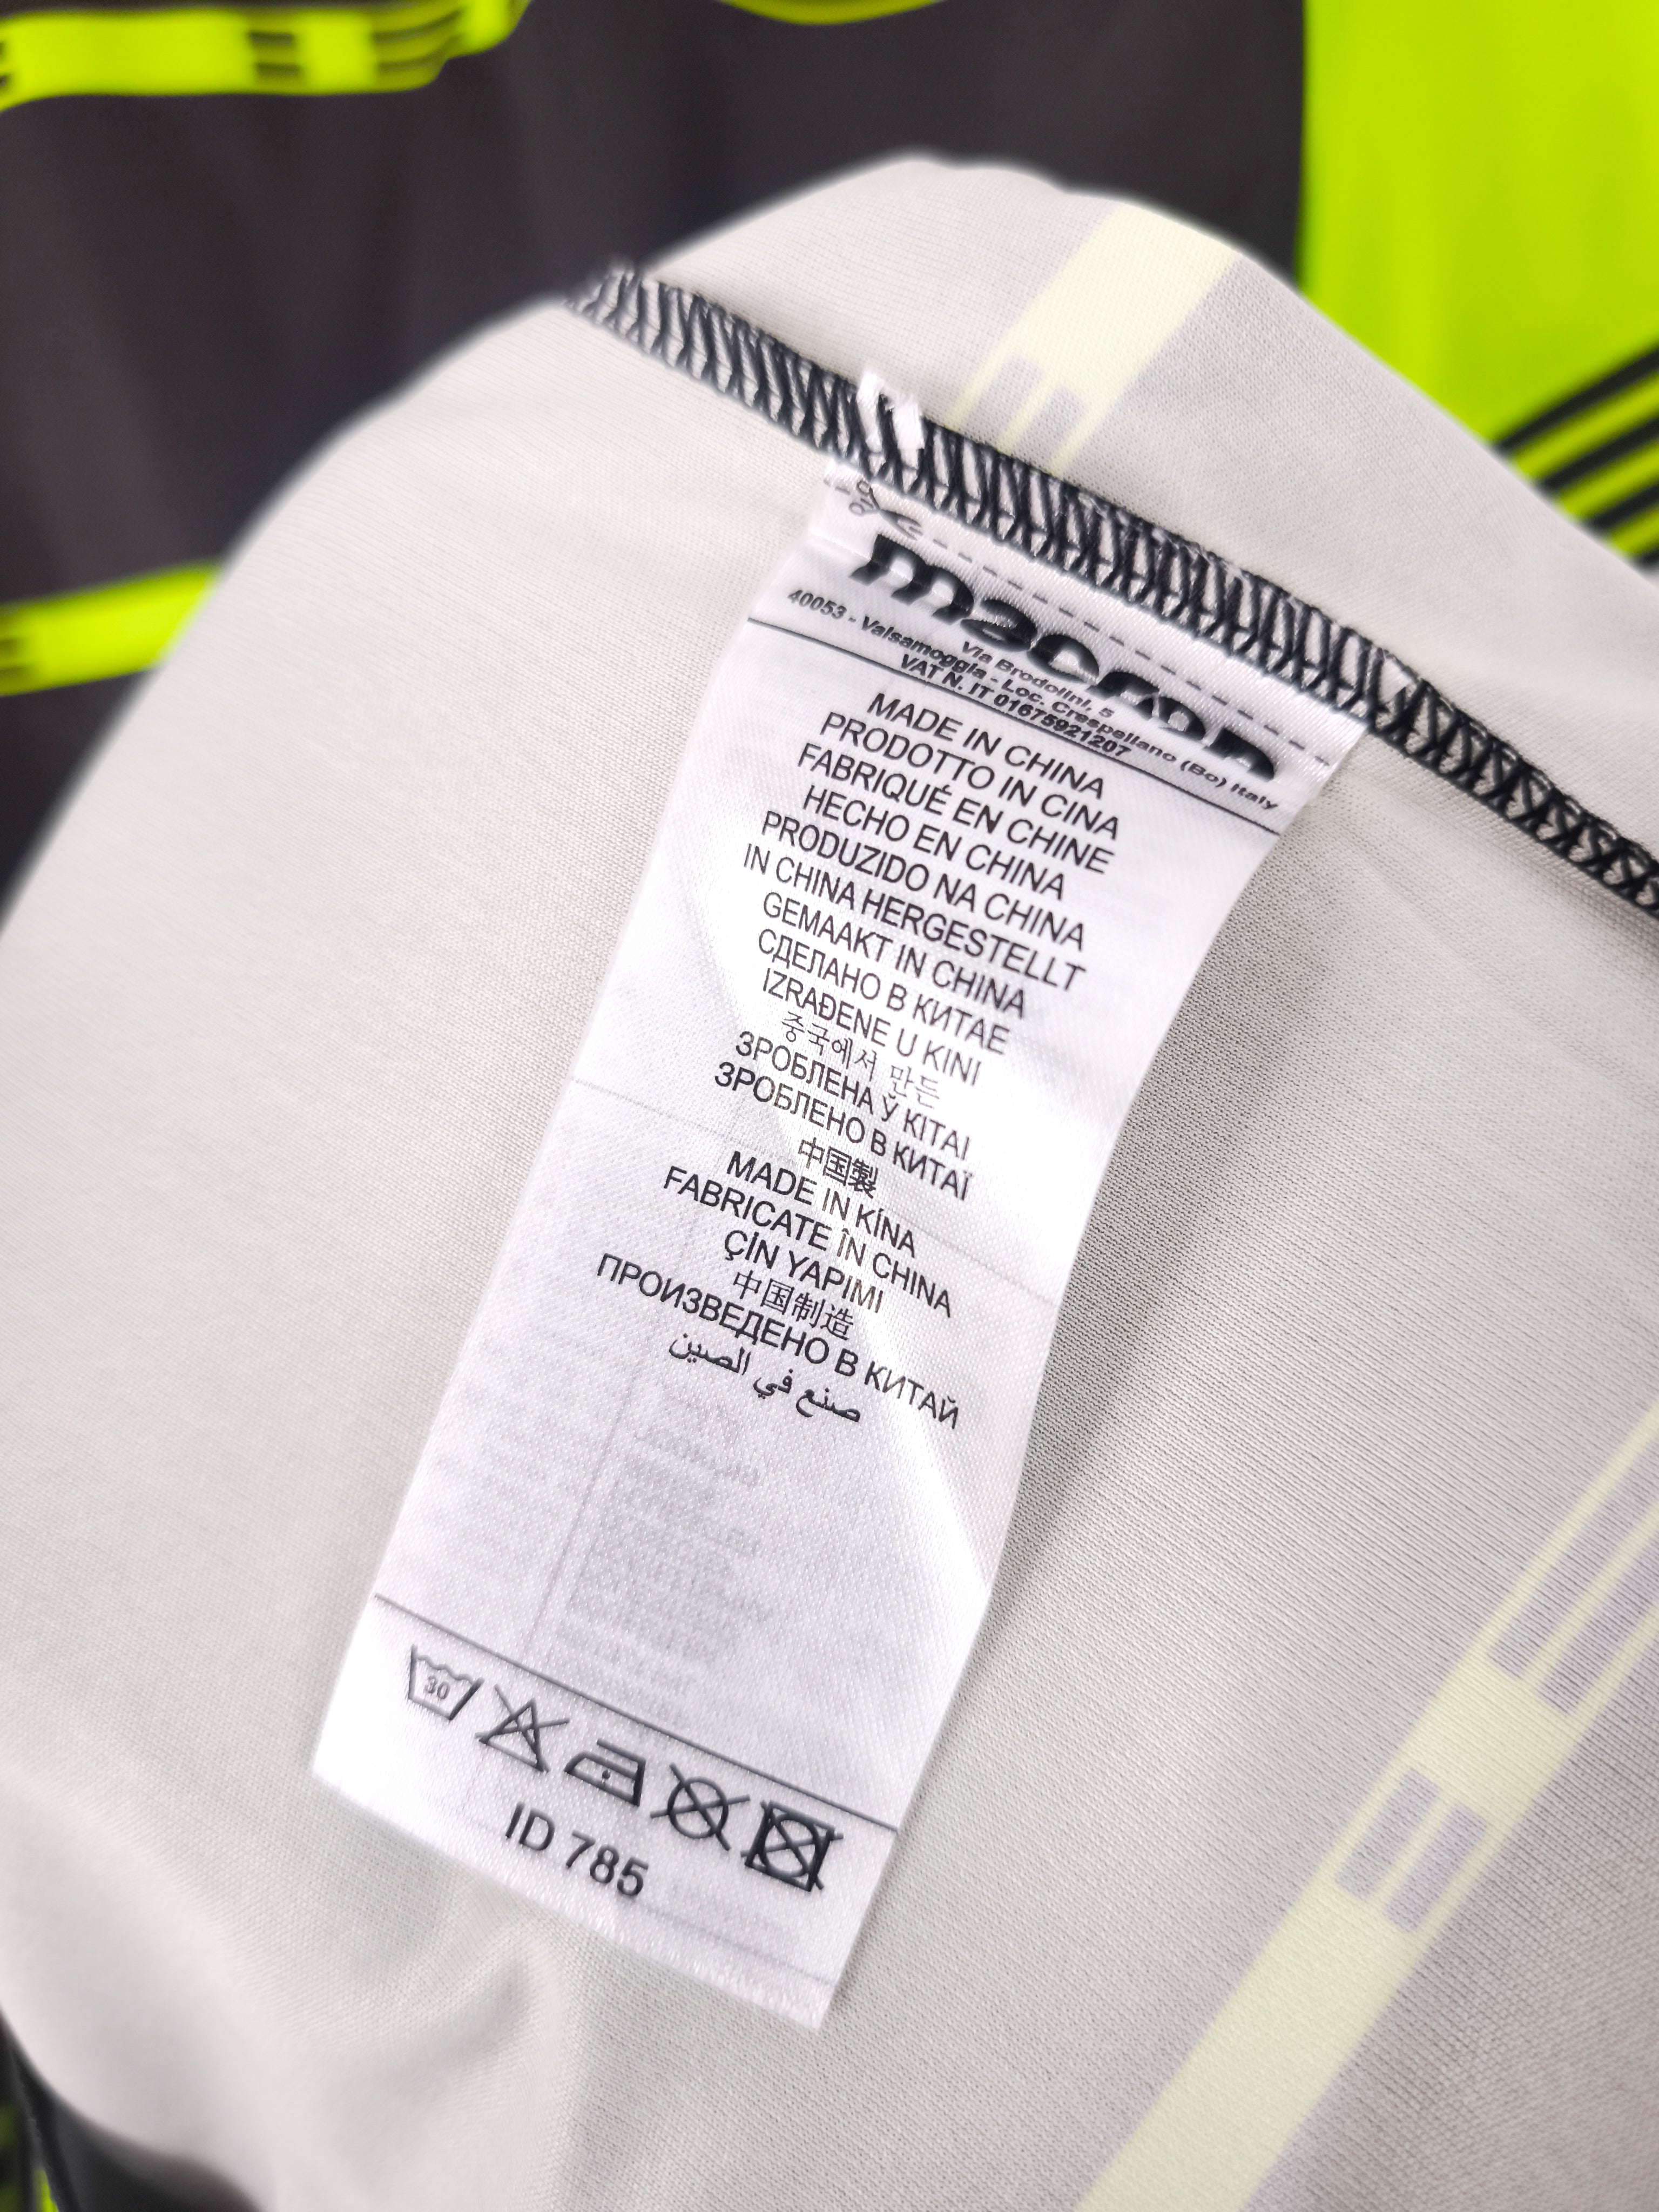 macron
Via Brodolini, 5
40053 - Valsamoggia - Loc. Crespellano (Bo) Italy
VAT N. IT 01675921207
MADE IN CHINA
PRODOTTO IN CINA
FABRIQUÉ EN CHINE
HECHO EN CHINA
PRODUZIDO NA CHINA
IN CHINA HERGESTELLT
GEMAAKT IN CHINA
СДЕЛАНО В КИТАЕ
IZRAĐENE U KINI
중국에서 만든
ЗРОБЛЕНА Ў КІТАІ
ЗРОБЛЕНО В КИТАЇ
中国製
MADE IN KÍNA
FABRICATE ÎN CHINA
ÇİN YAPIMI
中国制造
ПРОИЗВЕДЕНО В КИТАЙ
صنع في الصين
30
ID 785